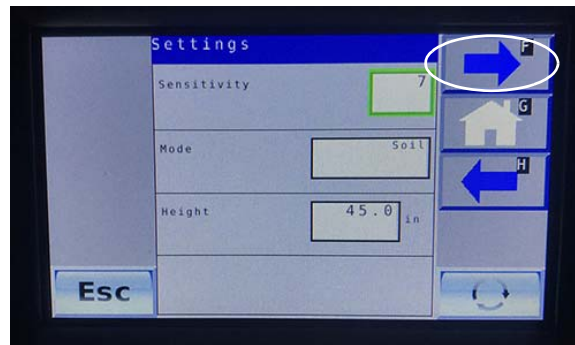 Settings
F
Sensitivity
7
G
Mode
Soil
H
Height
45.0 in
Esc